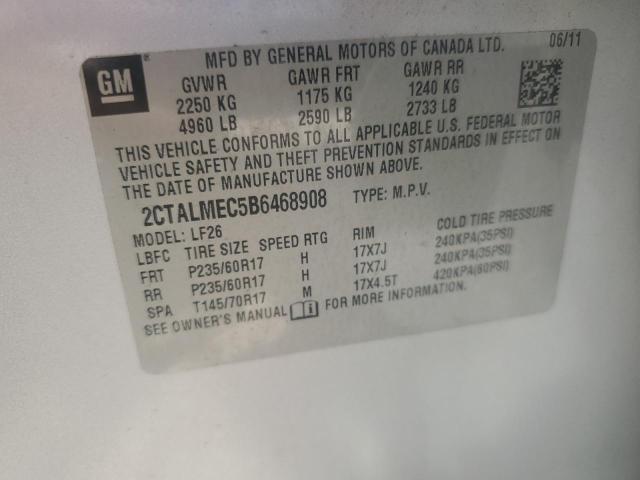 GM
MFD BY GENERAL MOTORS OF CANADA LTD. 06/11
GVWR GAWR FRT GAWR RR
2250 KG 1175 KG 1240 KG
4960 LB 2590 LB 2733 LB
THIS VEHICLE CONFORMS TO ALL APPLICABLE U.S. FEDERAL MOTOR
VEHICLE SAFETY AND THEFT PREVENTION STANDARDS IN EFFECT ON
THE DATE OF MANUFACTURE SHOWN ABOVE.
2CTALMEC5B6468908 TYPE: M.P.V.
MODEL: LF26
LBFC TIRE SIZE SPEED RTG RIM COLD TIRE PRESSURE
FRT P235/60R17 H 17X7J 240KPA(35PSI)
RR P235/60R17 H 17X7J 240KPA(35PSI)
SPA T145/70R17 M 17X4.5T 420KPA(60PSI)
SEE OWNER'S MANUAL FOR MORE INFORMATION.